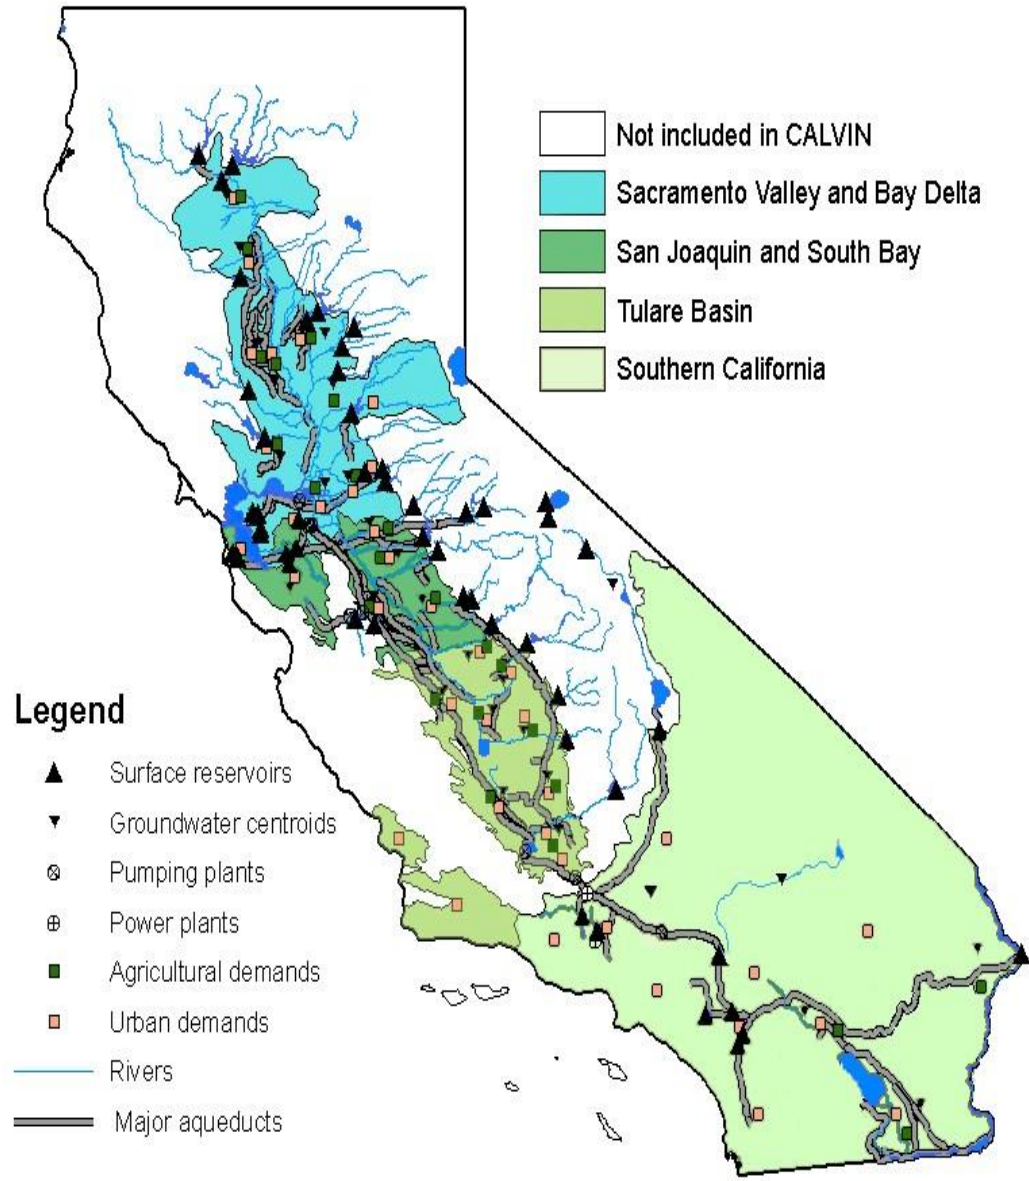 Not included in CALVIN
Sacramento Valley and Bay Delta
San Joaquin and South Bay
Tulare Basin
Southern California
Legend
Surface reservoirs
Groundwater centroids
Pumping plants
Power plants
Agricultural demands
Urban demands
Rivers
Major aqueducts